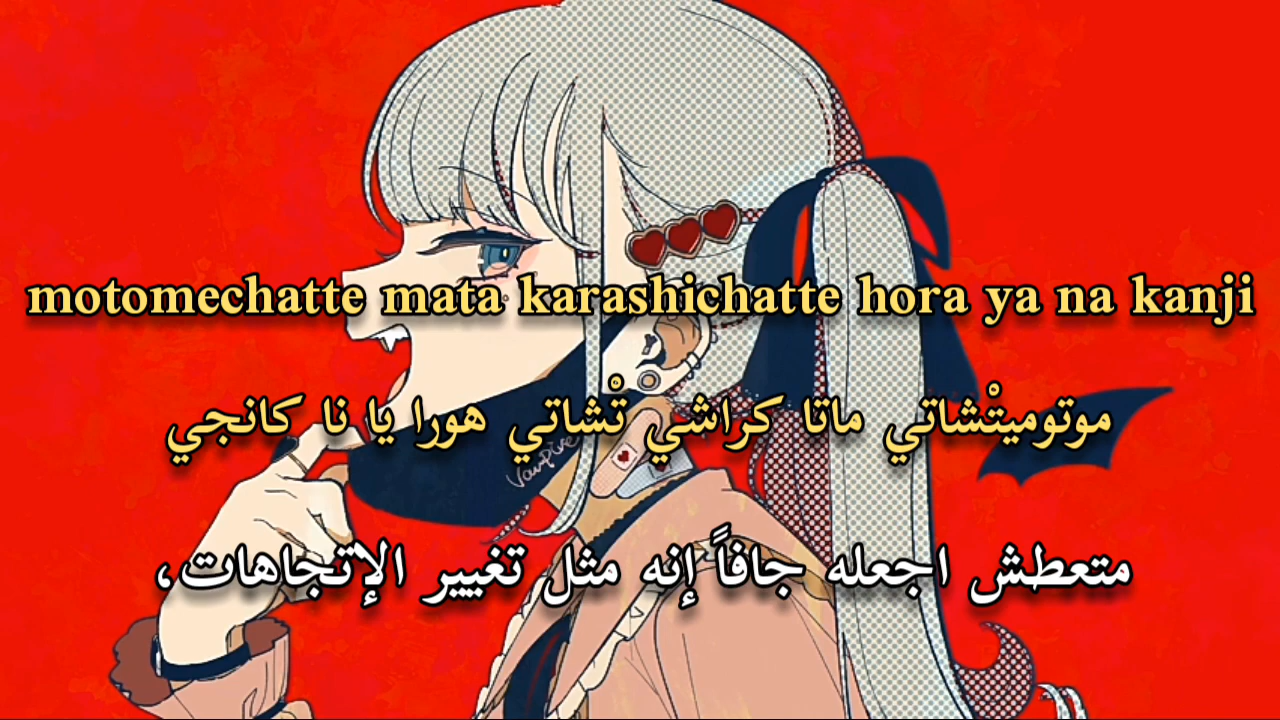 motomechatte mata karashichatte hora ya na kanji
موتوميتْشاتي ماتا كراشي تْشاتي هورا يا نا كانجي
Vampire
متعطش اجعله جافاً إنه مثل تغيير الإتجاهات،